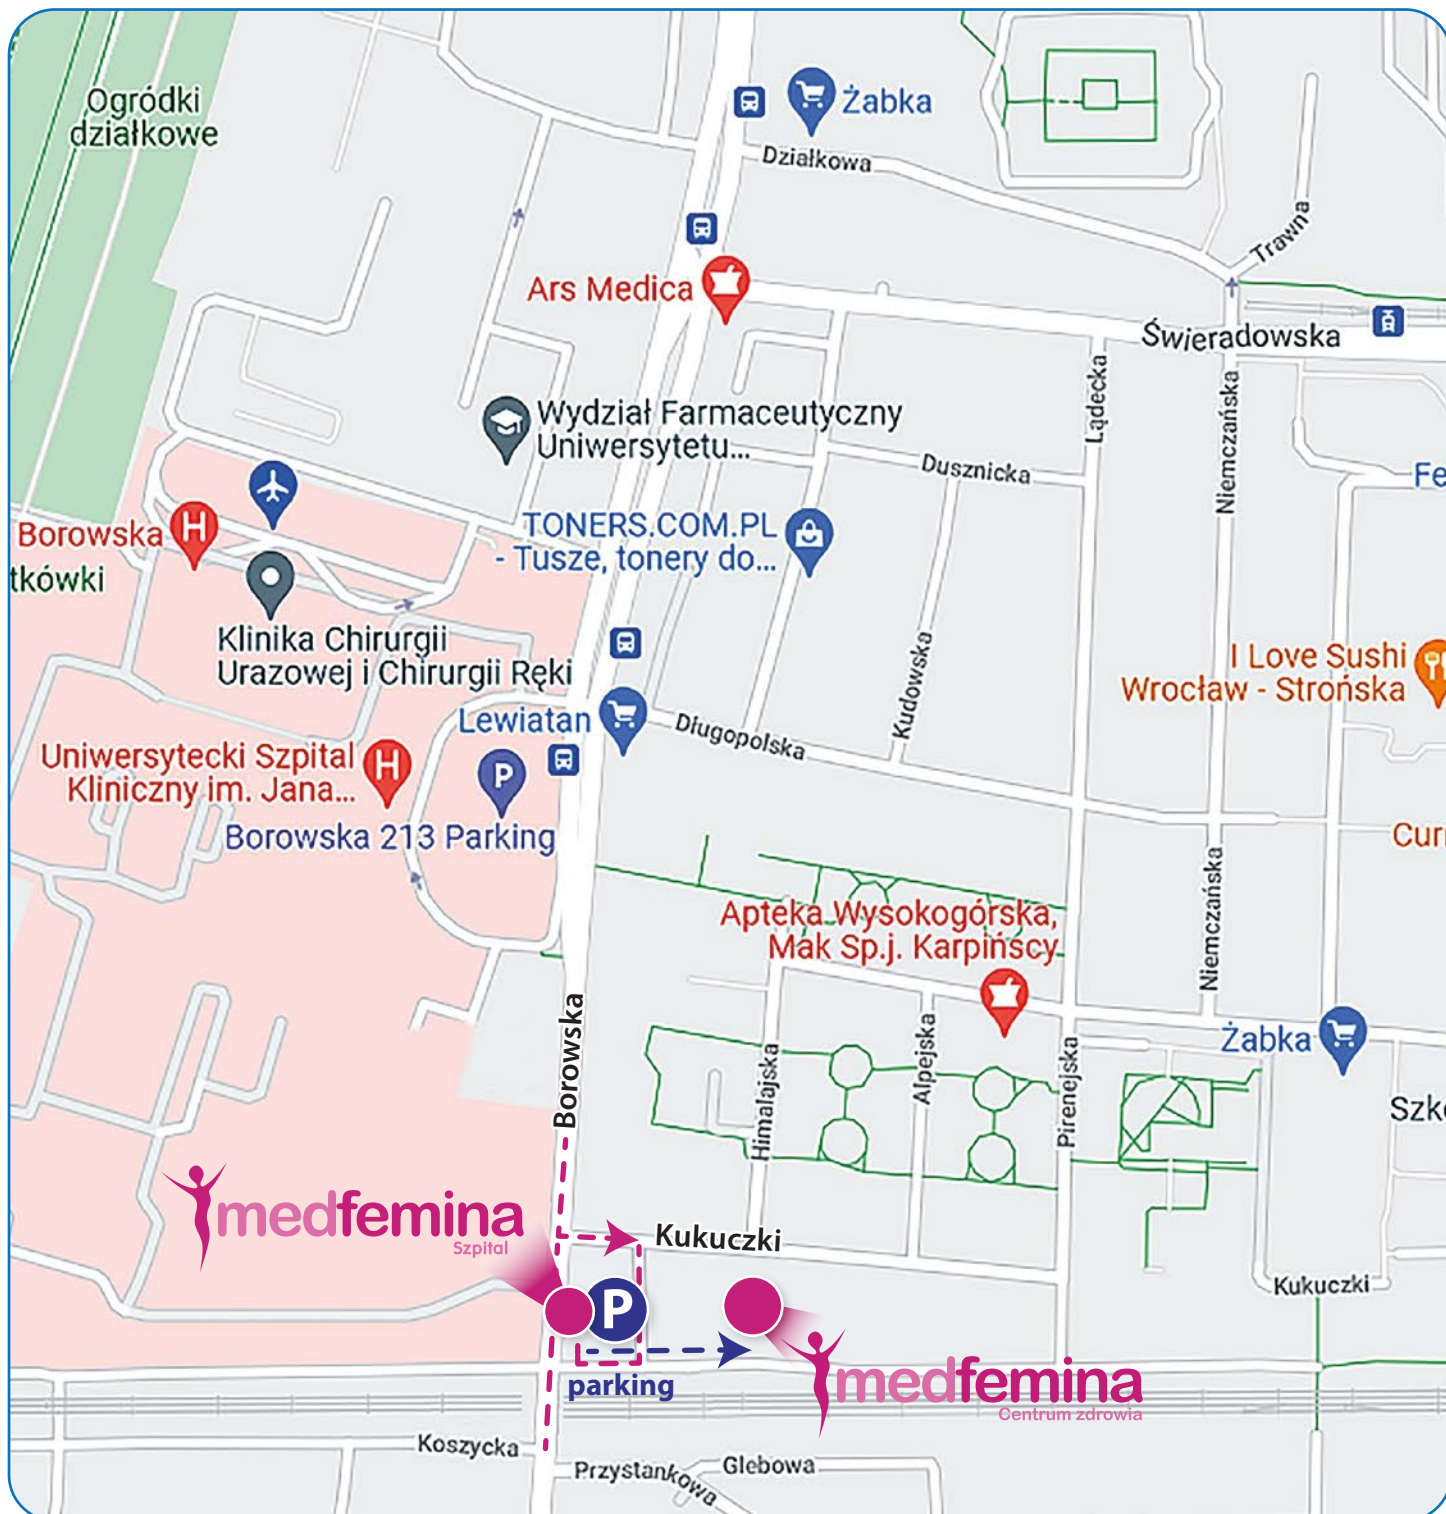 Ogródki
działkowe
Żabka
Działkowa
Trawna
Ars Medica
Świeradowska
Lądecka
Niemczańska
Wydział Farmaceutyczny
Uniwersytetu...
Dusznicka
Fe
TONERS.COM.PL
- Tusze, tonery do...
Borowska
H
tkówki
Klinika Chirurgii
Urazowej i Chirurgii Ręki
Kudowska
I Love Sushi
Wrocław - Strońska
Lewiatan
Długopolska
Uniwersytecki Szpital
Kliniczny im. Jana...
H
P
Borowska 213 Parking
Curr
Niemczańska
Apteka Wysokogórska,
Mak Sp.j. Karpińscy
Borowska
Żabka
Himalajska
Alpejska
Pirenejska
Szk
medfemina
Szpital
Kukuczki
Kukuczki
P
parking
medfemina
Centrum zdrowia
Koszycka
Przystankowa
Glebowa